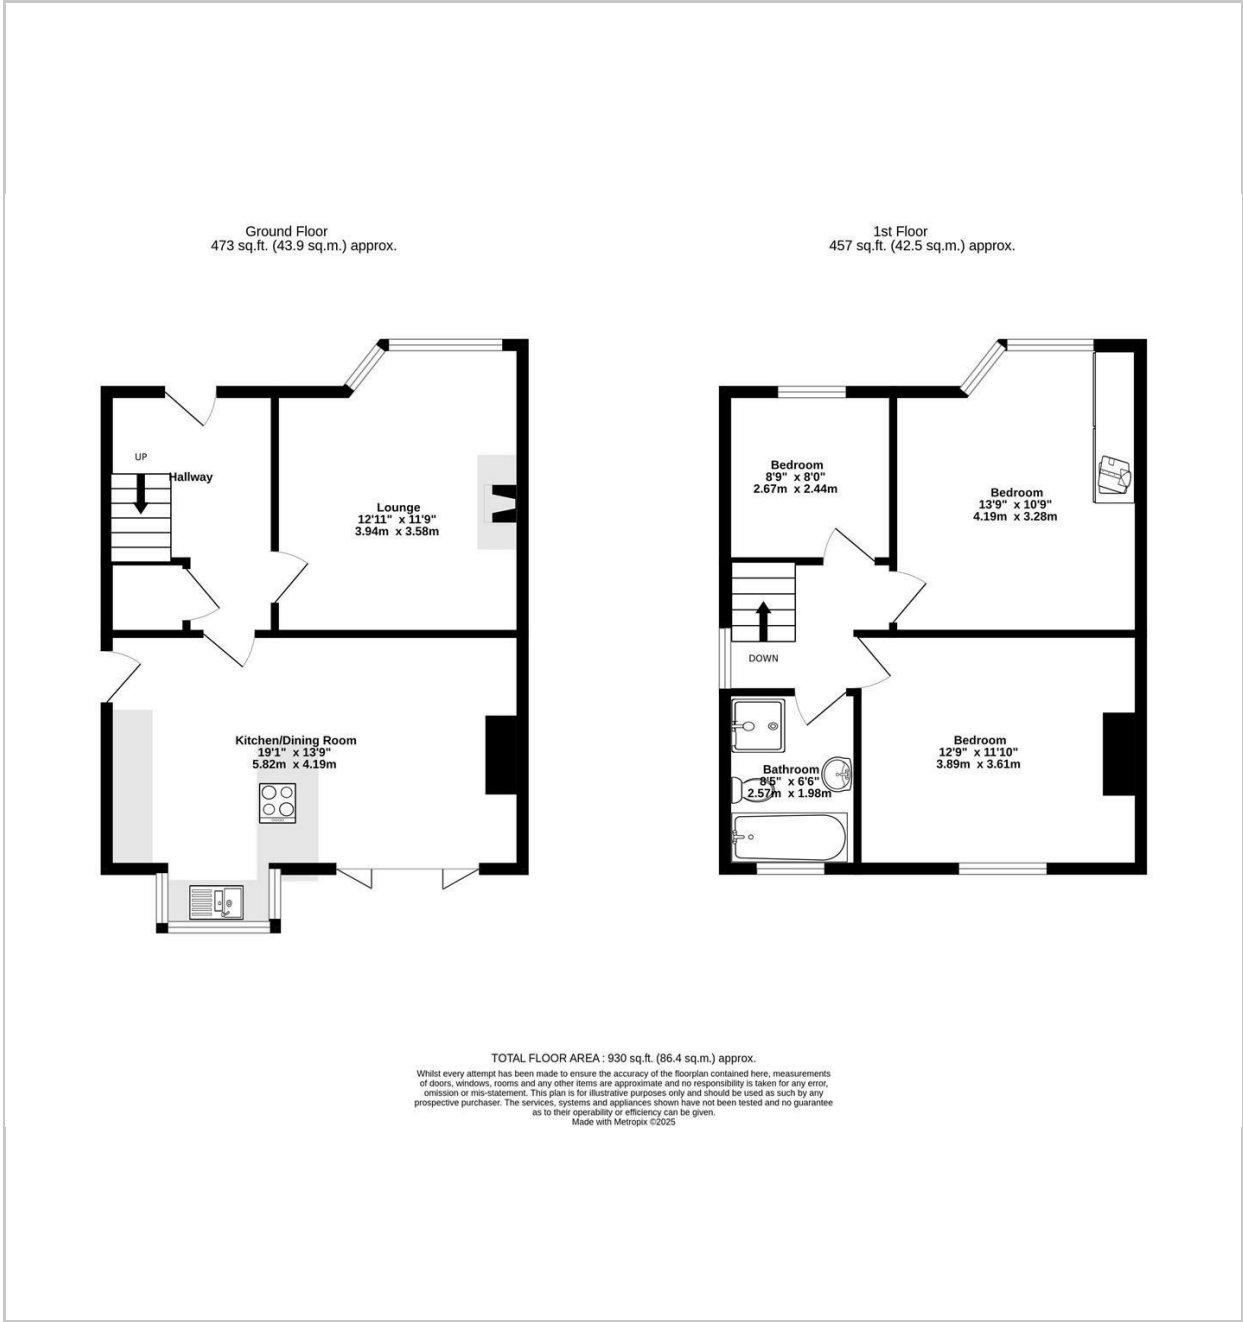 Ground Floor
473 sq.ft. (43.9 sq.m.) approx.
1st Floor
457 sq.ft. (42.5 sq.m.) approx.
UP
Hallway
Lounge
12'11" x 11'9"
3.94m x 3.58m
Kitchen/Dining Room
19'1" x 13'9"
5.82m x 4.19m
Bedroom
8'9" x 8'0"
2.67m x 2.44m
Bedroom
13'9" x 10'9"
4.19m x 3.28m
DOWN
Bedroom
12'9" x 11'10"
3.89m x 3.61m
Bathroom
8'5" x 6'6"
2.57m x 1.98m
TOTAL FLOOR AREA : 930 sq.ft. (86.4 sq.m.) approx.
Whilst every attempt has been made to ensure the accuracy of the floorplan contained here, measurements
of doors, windows, rooms and any other items are approximate and no responsibility is taken for any error,
omission or mis-statement. This plan is for illustrative purposes only and should be used as such by any
prospective purchaser. The services, systems and appliances shown have not been tested and no guarantee
as to their operability or efficiency can be given.
Made with Metropix ©2025